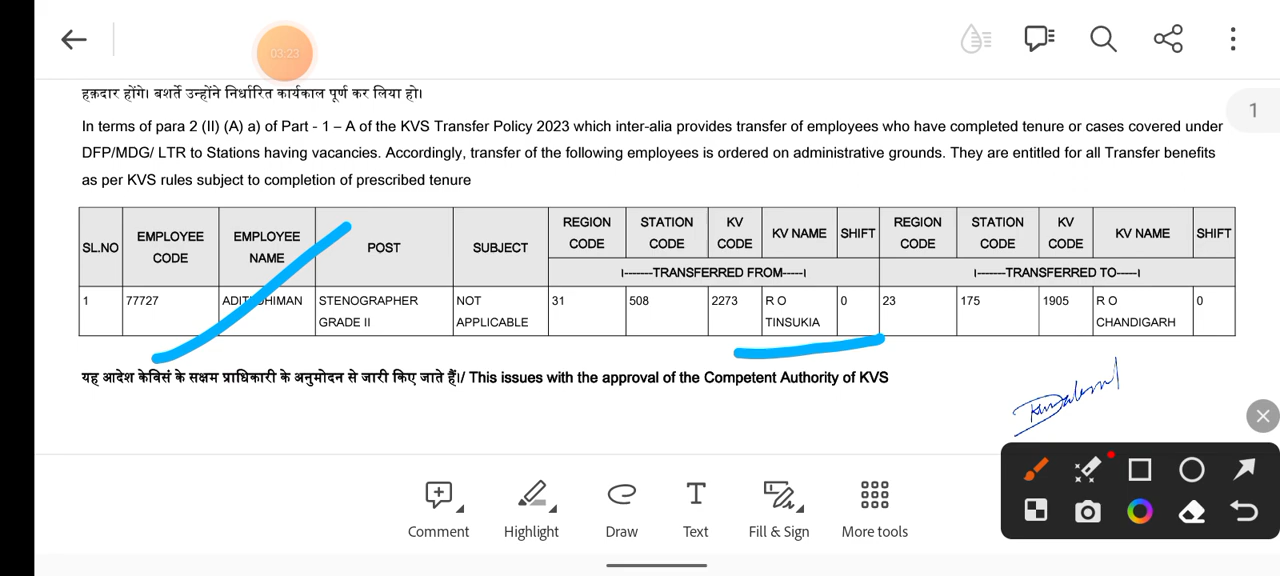 03:23
हक़दार होंगे। बशर्ते उन्होंने निर्धारित कार्यकाल पूर्ण कर लिया हो।
1
In terms of para 2 (II) (A) a) of Part - 1 – A of the KVS Transfer Policy 2023 which inter-alia provides transfer of employees who have completed tenure or cases covered under
DFP/MDG/ LTR to Stations having vacancies. Accordingly, transfer of the following employees is ordered on administrative grounds. They are entitled for all Transfer benefits
as per KVS rules subject to completion of prescribed tenure
SL.NO EMPLOYEE CODE EMPLOYEE NAME POST SUBJECT REGION CODE STATION CODE KV CODE KV NAME SHIFT REGION CODE STATION CODE KV CODE KV NAME SHIFT
I-------TRANSFERRED FROM-----I I-------TRANSFERRED TO-----I
1 77727 STENOGRAPHER NOT 31 508 2273 R O 0 23 175 1905 R O 0
GRADE II APPLICABLE TINSUKIA CHANDIGARH
यह आदेश केविसं के सक्षम प्राधिकारी के अनुमोदन से जारी किए जाते हैं।/ This issues with the approval of the Competent Authority of KVS
Comment Highlight Draw Text Fill & Sign More tools